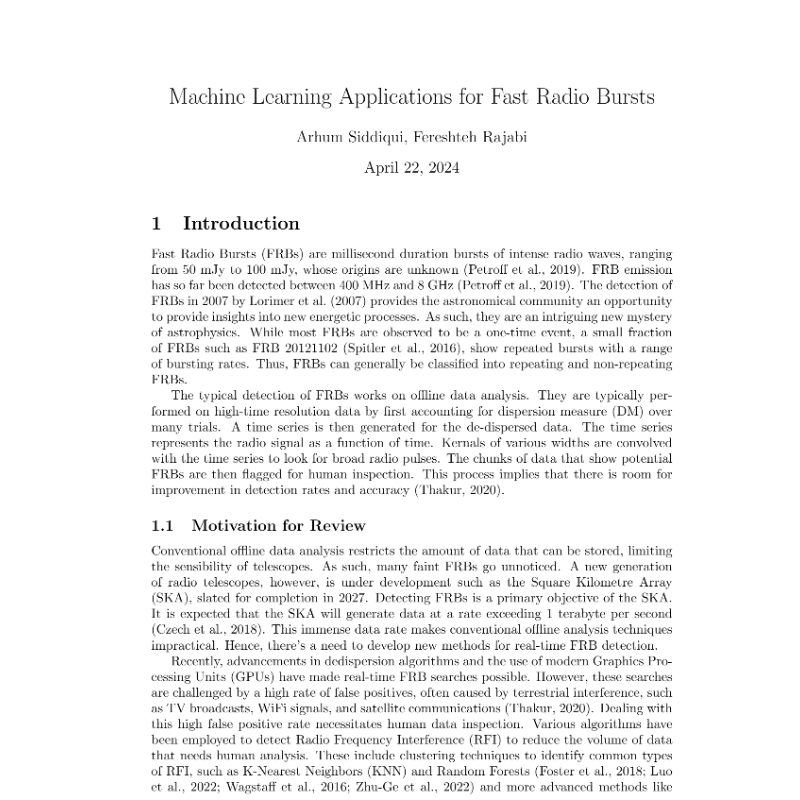 Machine Learning Applications for Fast Radio Bursts
Arhum Siddiqui, Fereshteh Rajabi
April 22, 2024
1 Introduction
Fast Radio Bursts (FRBs) are millisecond duration bursts of intense radio waves, ranging
from 50 mJy to 100 mJy, whose origins are unknown (Petroff et al., 2019). FRB emission
has so far been detected between 400 MHz and 8 GHz (Petroff et al., 2019). The detection of
FRBs in 2007 by Lorimer et al. (2007) provides the astronomical community an opportunity
to provide insights into new energetic processes. As such, they are an intriguing new mystery
of astrophysics. While most FRBs are observed to be a one-time event, a small fraction
of FRBs such as FRB 20121102 (Spitler et al., 2016), show repeated bursts with a range
of bursting rates. Thus, FRBs can generally be classified into repeating and non-repeating
FRBs.
The typical detection of FRBs works on offline data analysis. They are typically per-
formed on high-time resolution data by first accounting for dispersion measure (DM) over
many trials. A time series is then generated for the de-dispersed data. The time series
represents the radio signal as a function of time. Kernals of various widths are convolved
with the time series to look for broad radio pulses. The chunks of data that show potential
FRBs are then flagged for human inspection. This process implies that there is room for
improvement in detection rates and accuracy (Thakur, 2020).
1.1 Motivation for Review
Conventional offline data analysis restricts the amount of data that can be stored, limiting
the sensibility of telescopes. As such, many faint FRBs go unnoticed. A new generation
of radio telescopes, however, is under development such as the Square Kilometre Array
(SKA), slated for completion in 2027. Detecting FRBs is a primary objective of the SKA.
It is expected that the SKA will generate data at a rate exceeding 1 terabyte per second
(Czech et al., 2018). This immense data rate makes conventional offline analysis techniques
impractical. Hence, there's a need to develop new methods for real-time FRB detection.
Recently, advancements in dedispersion algorithms and the use of modern Graphics Pro-
cessing Units (GPUs) have made real-time FRB searches possible. However, these searches
are challenged by a high rate of false positives, often caused by terrestrial interference, such
as TV broadcasts, WiFi signals, and satellite communications (Thakur, 2020). Dealing with
this high false positive rate necessitates human data inspection. Various algorithms have
been employed to detect Radio Frequency Interference (RFI) to reduce the volume of data
that needs human analysis. These include clustering techniques to identify common types
of RFI, such as K-Nearest Neighbors (KNN) and Random Forests (Foster et al., 2018; Luo
et al., 2022; Wagstaff et al., 2016; Zhu-Ge et al., 2022) and more advanced methods like